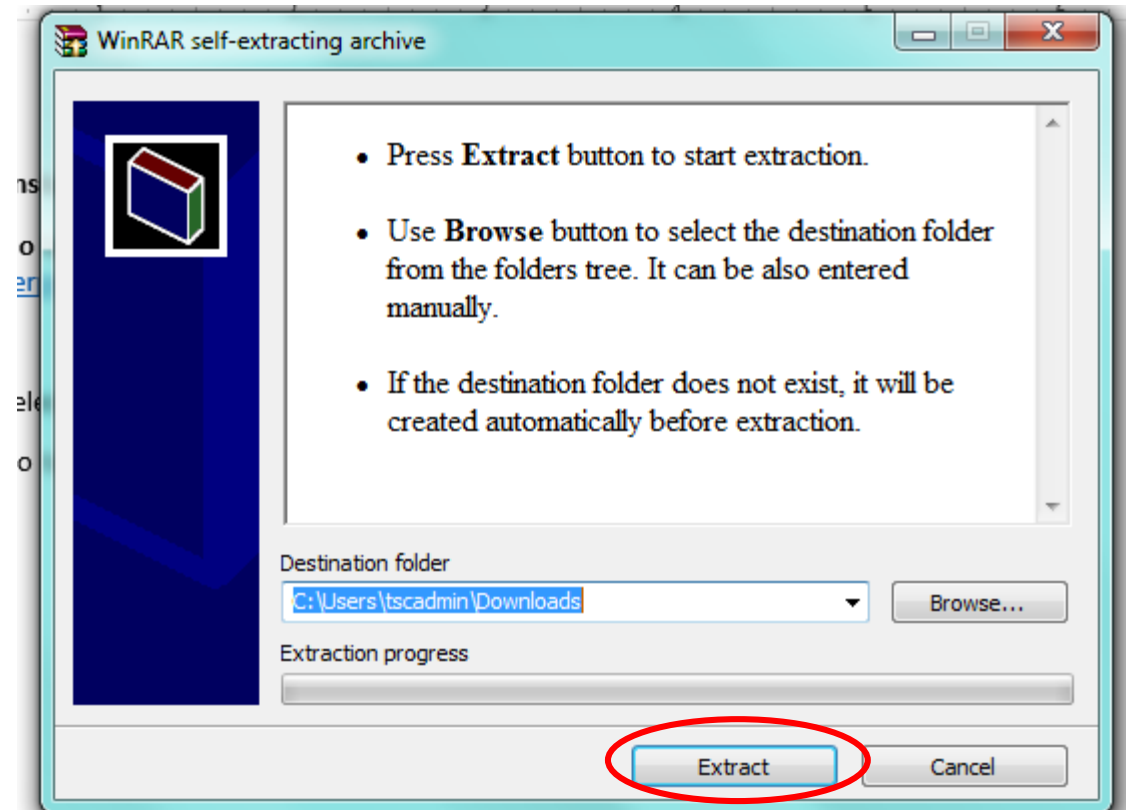 WinRAR self-extracting archive
• Press Extract button to start extraction.
• Use Browse button to select the destination folder
from the folders tree. It can be also entered
manually.
• If the destination folder does not exist, it will be
created automatically before extraction.
Destination folder
C:\Users\tscadmin\Downloads
Browse...
Extraction progress
Extract
Cancel